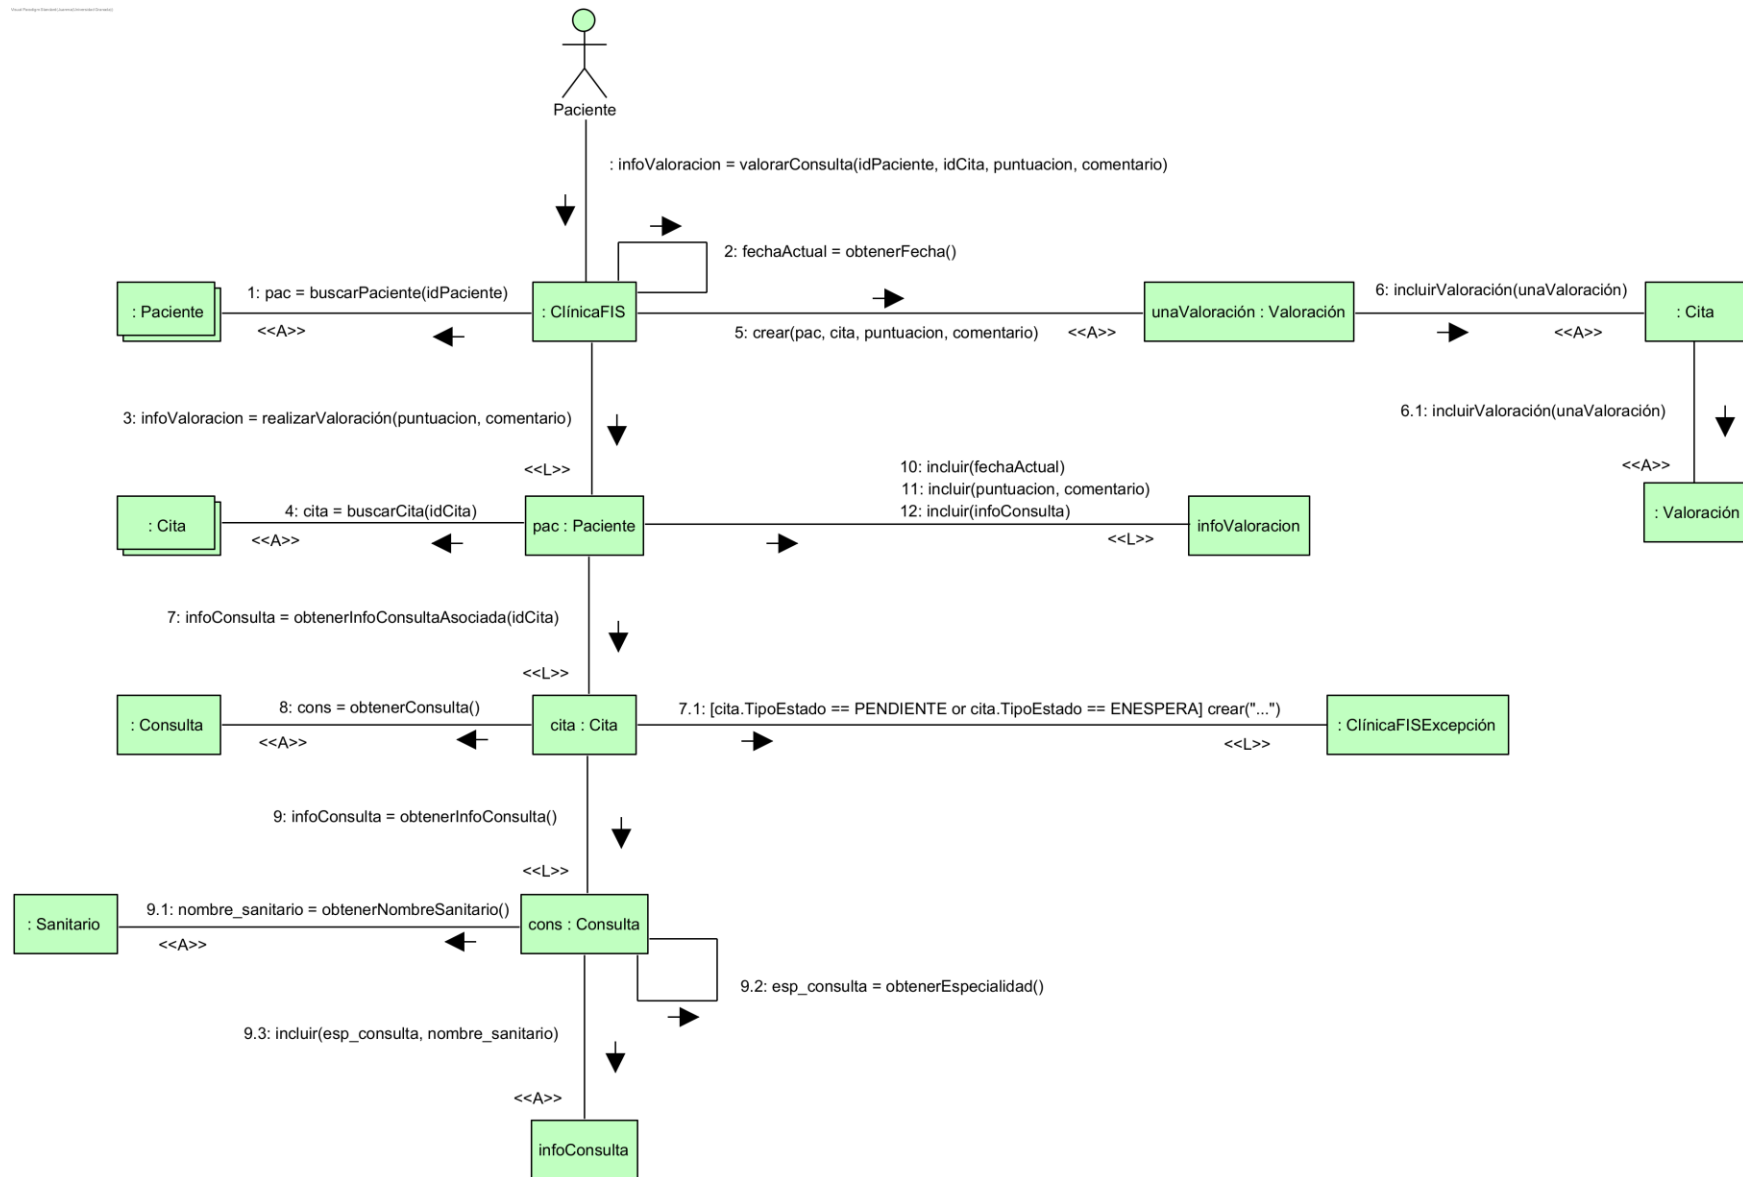 Paciente
: infoValoracion = valorarConsulta(idPaciente, idCita, puntuacion, comentario)
2: fechaActual = obtenerFecha()
: Paciente
1: pac = buscarPaciente(idPaciente)
<<A>>
: ClínicaFIS
5: crear(pac, cita, puntuacion, comentario)
<<A>>
unaValoración : Valoración
6: incluirValoración(unaValoración)
<<A>>
: Cita
3: infoValoracion = realizarValoración(puntuacion, comentario)
<<L>>
6.1: incluirValoración(unaValoración)
<<A>>
: Valoración
: Cita
4: cita = buscarCita(idCita)
<<A>>
pac : Paciente
10: incluir(fechaActual)
11: incluir(puntuacion, comentario)
12: incluir(infoConsulta)
<<L>>
infoValoracion
7: infoConsulta = obtenerInfoConsultaAsociada(idCita)
<<L>>
: Consulta
8: cons = obtenerConsulta()
<<A>>
cita : Cita
7.1: [cita.TipoEstado == PENDIENTE or cita.TipoEstado == ENESPERA] crear("...")
<<L>>
: ClínicaFISExcepción
9: infoConsulta = obtenerInfoConsulta()
<<L>>
: Sanitario
9.1: nombre_sanitario = obtenerNombreSanitario()
<<A>>
cons : Consulta
9.2: esp_consulta = obtenerEspecialidad()
9.3: incluir(esp_consulta, nombre_sanitario)
<<A>>
infoConsulta